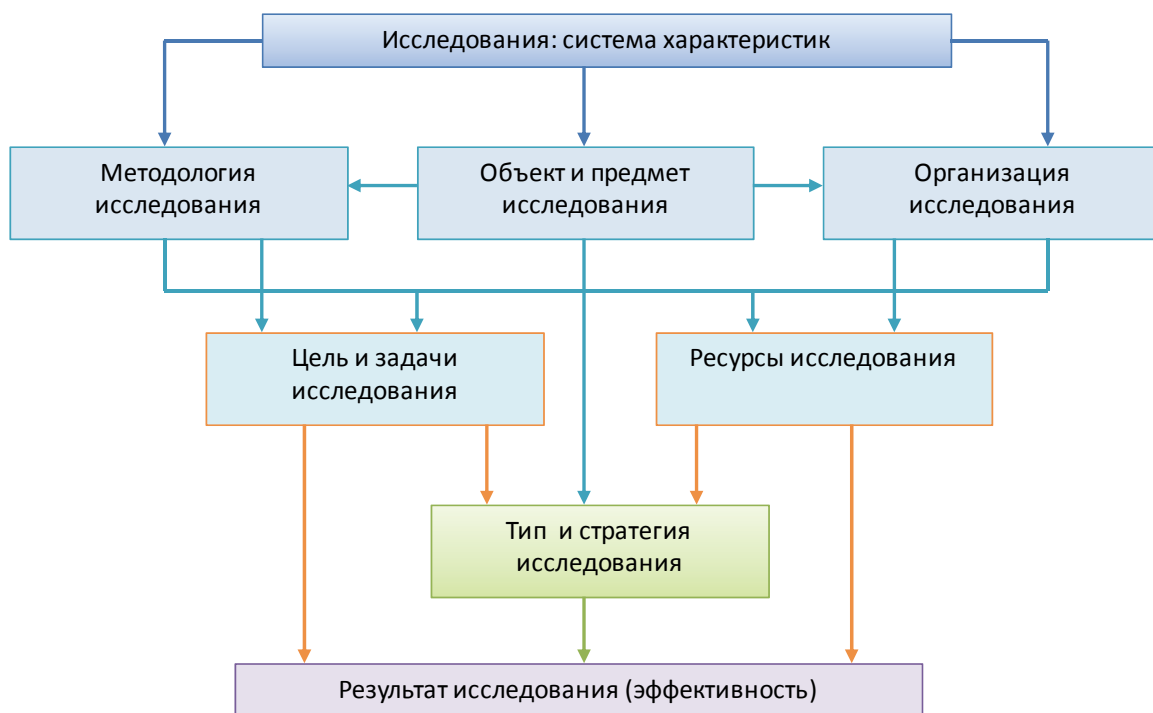 Исследования: система характеристик
Методология
исследования
Объект и предмет
исследования
Организация
исследования
Цель и задачи
исследования
Ресурсы исследования
Тип и стратегия
исследования
Результат исследования (эффективность)